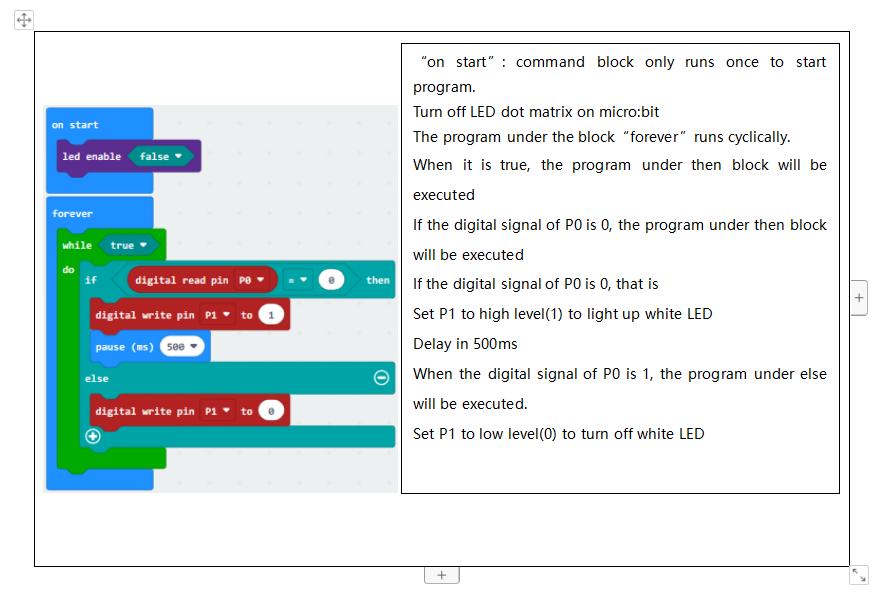 on start
led enable false
forever
while true
do
if digital read pin P0 = 0 then
digital write pin P1 to 1
pause (ms) 500
else
digital write pin P1 to 0
“on start”: command block only runs once to start
program.
Turn off LED dot matrix on micro:bit
The program under the block “forever” runs cyclically.
When it is true, the program under then block will be
executed
If the digital signal of P0 is 0, the program under then block
will be executed
If the digital signal of P0 is 0, that is
Set P1 to high level(1) to light up white LED
Delay in 500ms
When the digital signal of P0 is 1, the program under else
will be executed.
Set P1 to low level(0) to turn off white LED